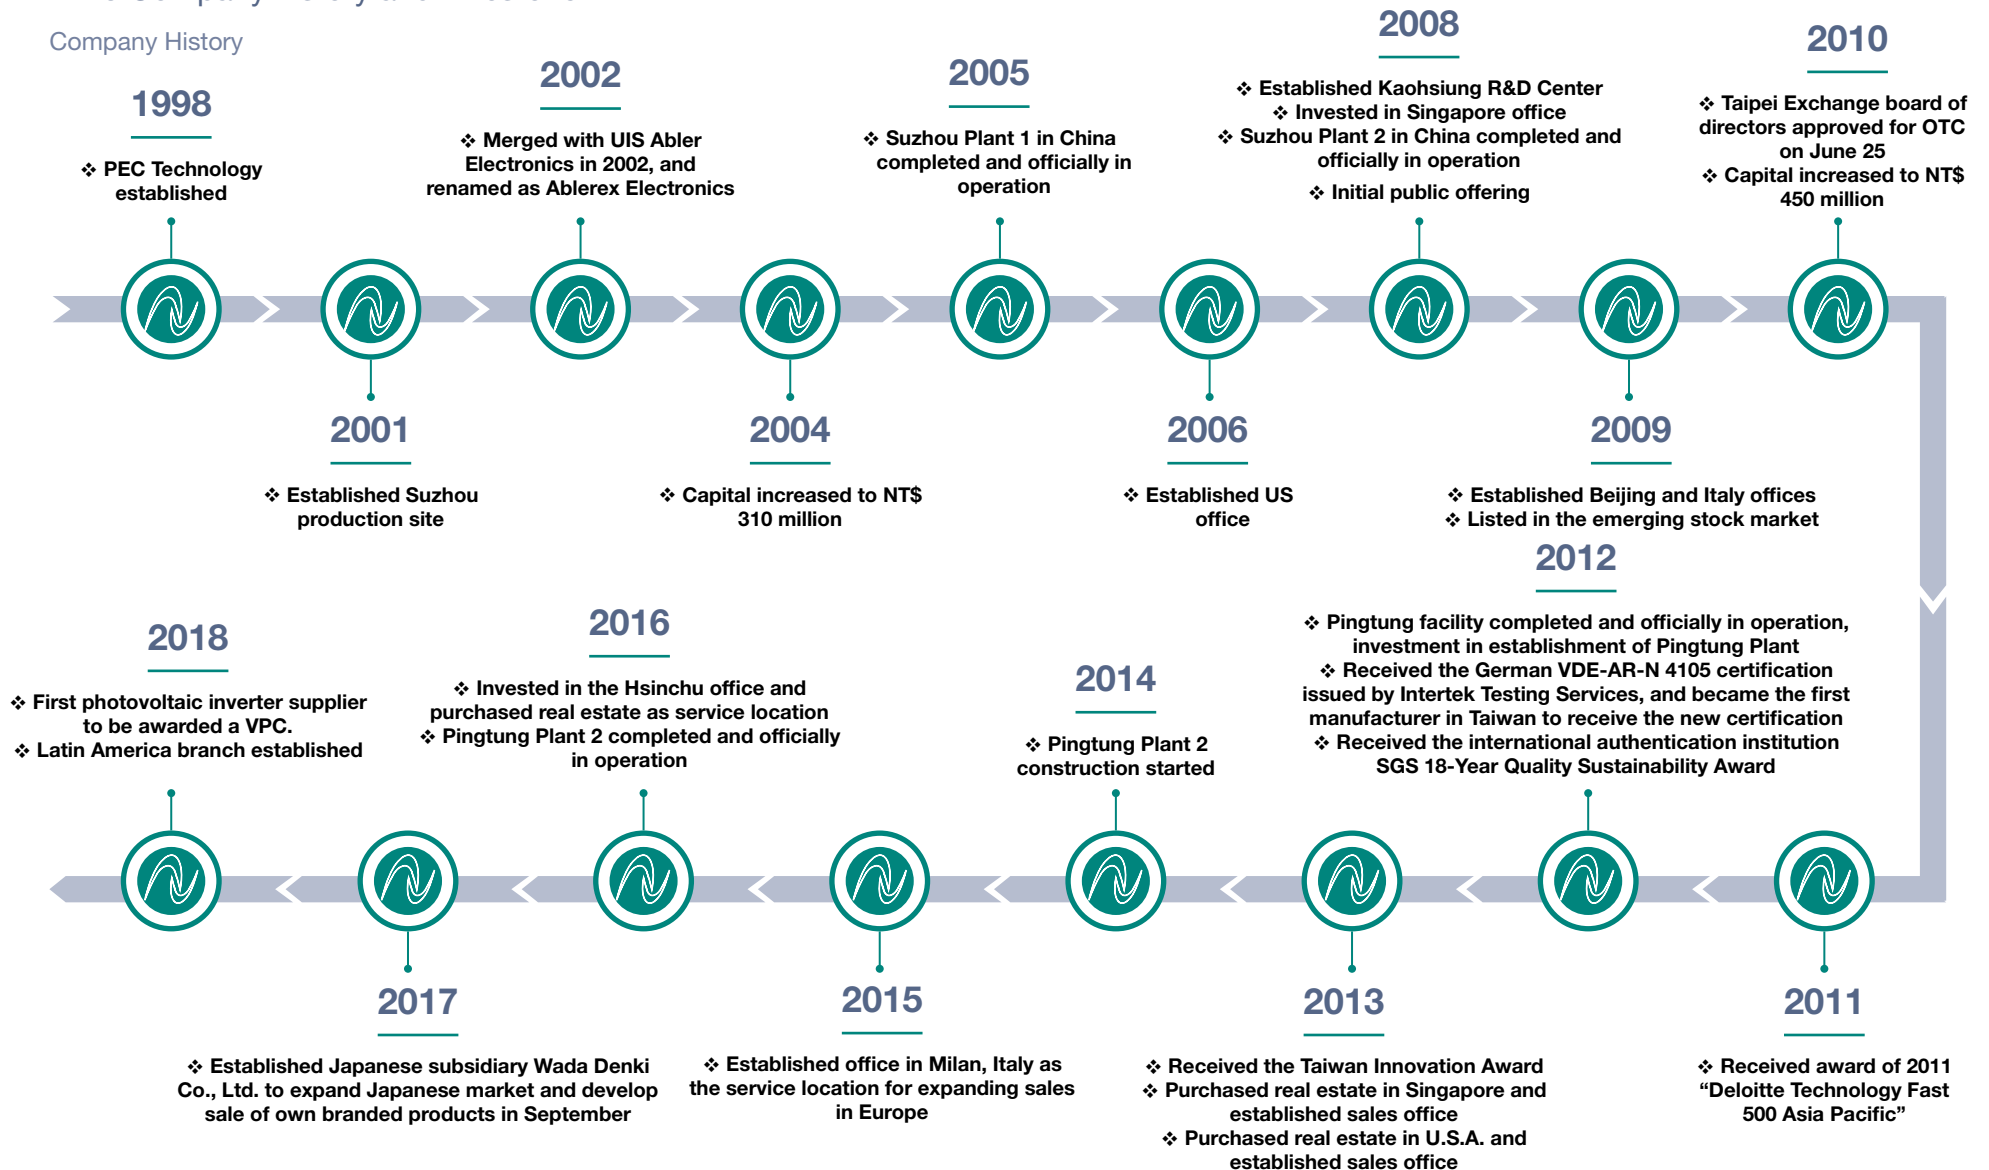 Company History
1998
❖ PEC Technology
established
2001
❖ Established Suzhou
production site
2002
❖ Merged with UIS Abler
Electronics in 2002, and
renamed as Ablerex Electronics
2004
❖ Capital increased to NT$
310 million
2005
❖ Suzhou Plant 1 in China
completed and officially in
operation
2006
❖ Established US
office
2008
❖ Established Kaohsiung R&D Center
❖ Invested in Singapore office
❖ Suzhou Plant 2 in China completed and
officially in operation
❖ Initial public offering
2009
❖ Established Beijing and Italy offices
❖ Listed in the emerging stock market
2010
❖ Taipei Exchange board of
directors approved for OTC
on June 25
❖ Capital increased to NT$
450 million
2011
❖ Received award of 2011
“Deloitte Technology Fast
500 Asia Pacific”
2012
❖ Pingtung facility completed and officially in operation,
investment in establishment of Pingtung Plant
❖ Received the German VDE-AR-N 4105 certification
issued by Intertek Testing Services, and became the first
manufacturer in Taiwan to receive the new certification
❖ Received the international authentication institution
SGS 18-Year Quality Sustainability Award
2013
❖ Received the Taiwan Innovation Award
❖ Purchased real estate in Singapore and
established sales office
❖ Purchased real estate in U.S.A. and
established sales office
2014
❖ Pingtung Plant 2
construction started
2015
❖ Established office in Milan, Italy as
the service location for expanding sales
in Europe
2016
❖ Invested in the Hsinchu office and
purchased real estate as service location
❖ Pingtung Plant 2 completed and officially
in operation
2017
❖ Established Japanese subsidiary Wada Denki
Co., Ltd. to expand Japanese market and develop
sale of own branded products in September
2018
❖ First photovoltaic inverter supplier
to be awarded a VPC.
❖ Latin America branch established